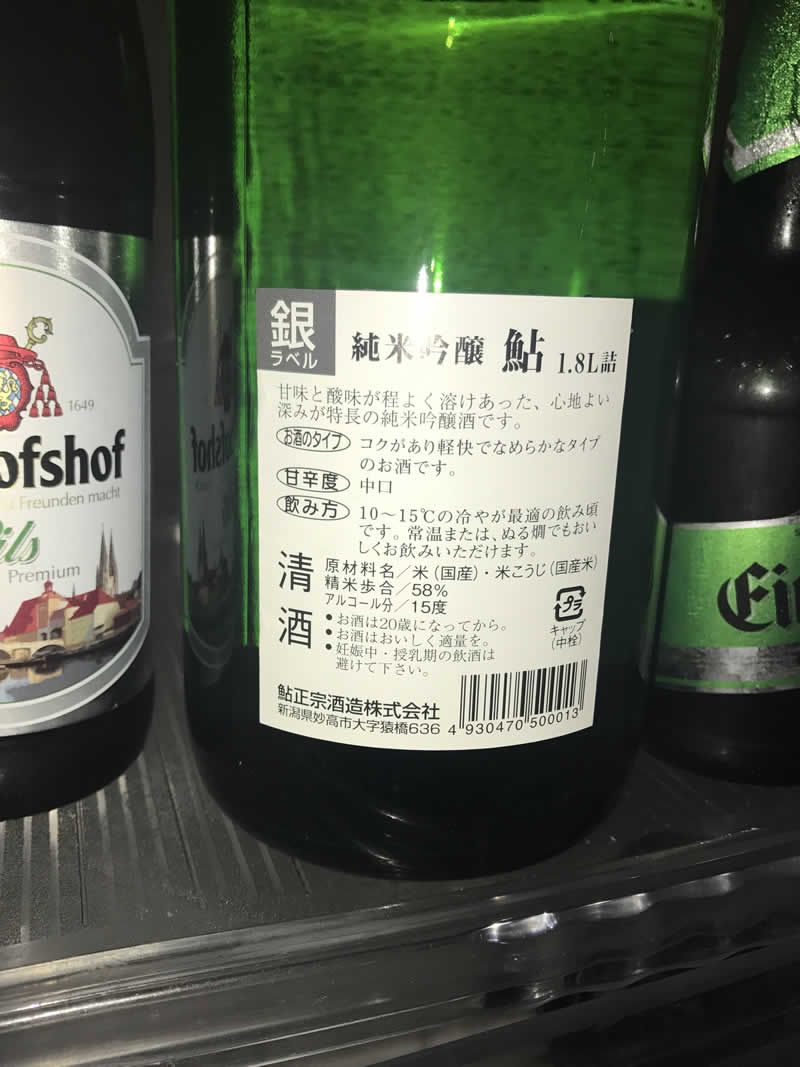 1649
ofshof
Freunden macht
ils
Premium
銀
ラベル
純米吟醸 鮎 1.8L詰
甘味と酸味が程よく溶けあった、心地よい
深みが特長の純米吟醸酒です。
お酒のタイプ コクがあり軽快でなめらかなタイプ
のお酒です。
甘辛度 中口
飲み方 10〜15℃の冷やが最適の飲み頃
です。常温または、ぬる燗でもおい
しくお飲みいただけます。
清酒
原材料名/米(国産)・米こうじ(国産米)
精米歩合/58%
アルコール分/15度
•お酒は20歳になってから。
•お酒はおいしく適量を。
•妊娠中・授乳期の飲酒は
避けて下さい。
プラ
キャップ
(中栓)
鮎正宗酒造株式会社
新潟県妙高市大字猿橋636
4 930470 500013
Ei